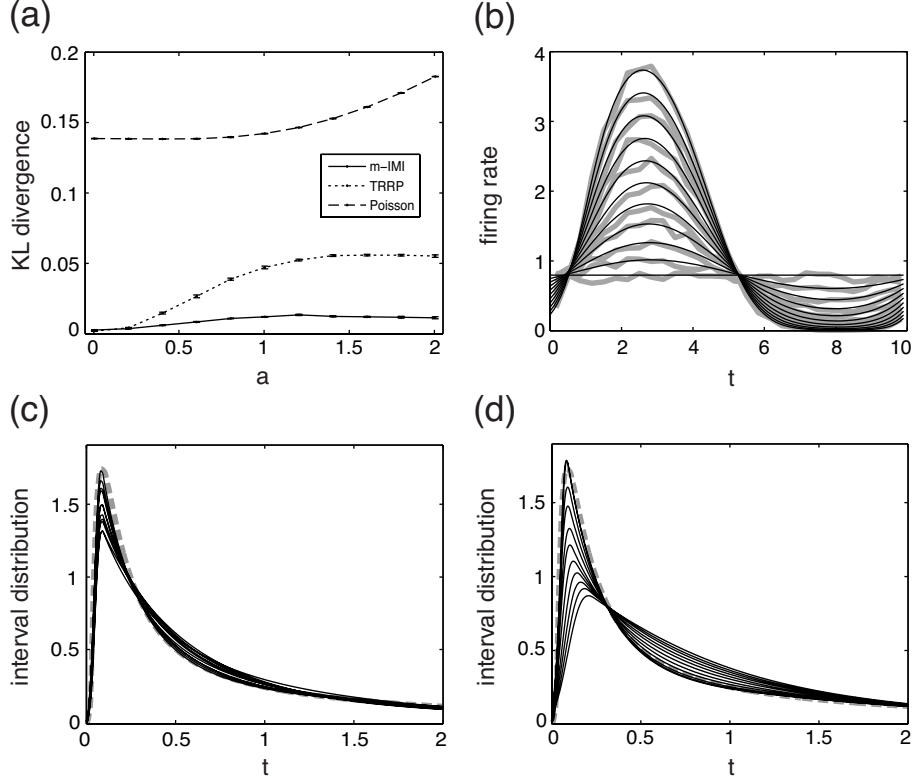 (a)
KL divergence
0.2
0.15
0.1
0.05
0
0 0.5 1 1.5 2
a
m-IMI
TRRP
Poisson
(b)
firing rate
4
3
2
1
0
0 2 4 6 8 10
t
(c)
interval distribution
1.5
1
0.5
0
0 0.5 1 1.5 2
t
(d)
interval distribution
1.5
1
0.5
0
0 0.5 1 1.5 2
t